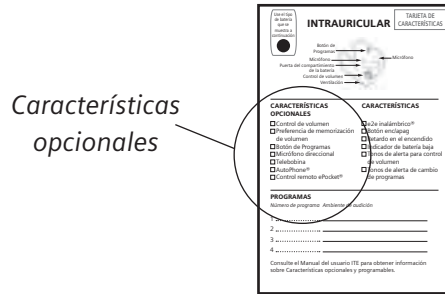 Características
opcionales
Use el tipo
de batería
que se
muestra a
continuación
INTRAURICULAR
TARJETA DE
CARACTERÍSTICAS
Botón de
Programas
Micrófono
Micrófono
Puerta del compartimiento
de la batería
Control de volumen
Ventilación
CARACTERÍSTICAS
OPCIONALES
Control de volumen
Preferencia de memorización
de volumen
Botón de Programas
Micrófono direccional
Telebobina
AutoPhone®
Control remoto ePocket®
CARACTERÍSTICAS
e2e inalámbrico®
Botón enc/apag
Retardo en el encendido
Indicador de batería baja
Tonos de alerta para control
de volumen
Tonos de alerta de cambio
de programas
PROGRAMAS
Número de programa Ambiente de audición
1
2
3
4
Consulte el Manual del usuario ITE para obtener información
sobre Características opcionales y programables.